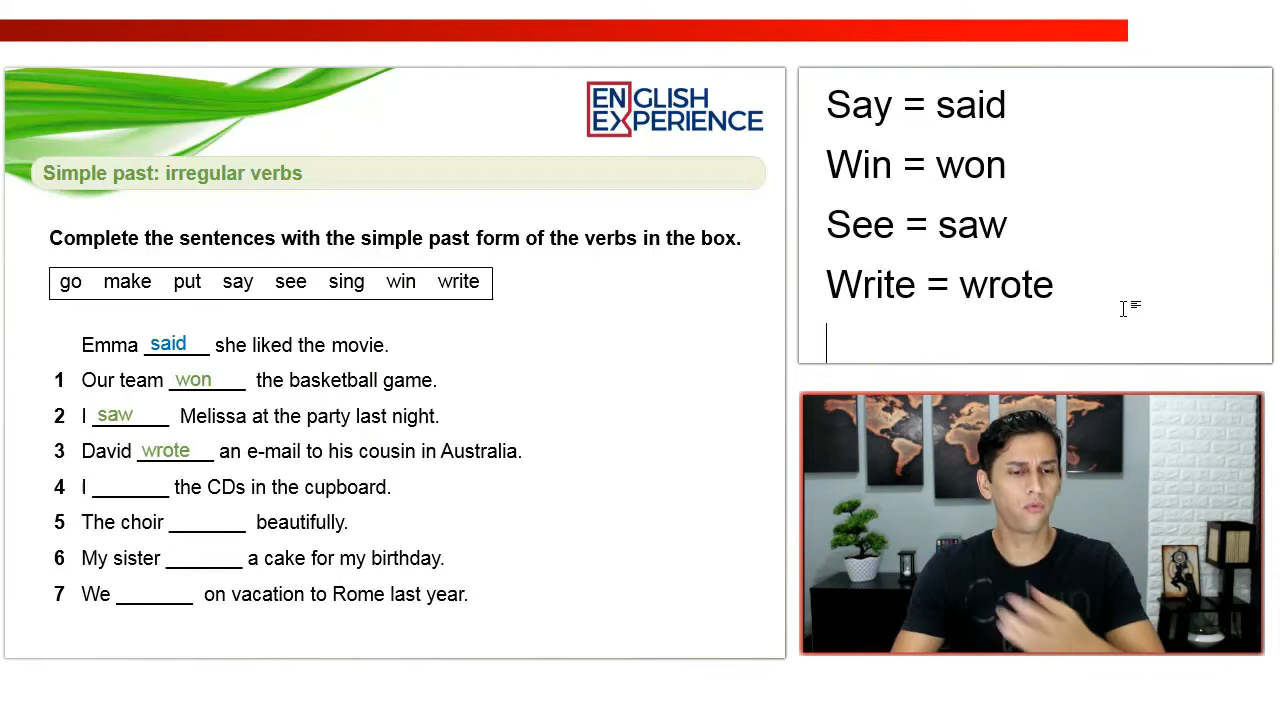 ENGLISH
EXPERIENCE
Simple past: irregular verbs
Complete the sentences with the simple past form of the verbs in the box.
go make put say see sing win write
Emma said she liked the movie.
1 Our team won the basketball game.
2 I saw Melissa at the party last night.
3 David wrote an e-mail to his cousin in Australia.
4 I _______ the CDs in the cupboard.
5 The choir _______ beautifully.
6 My sister _______ a cake for my birthday.
7 We _______ on vacation to Rome last year.
Say = said
Win = won
See = saw
Write = wrote